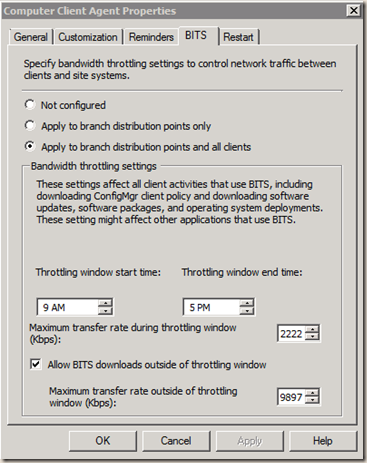 Computer Client Agent Properties
General Customization Reminders BITS Restart
Specify bandwidth throttling settings to control network traffic between
clients and site systems.
Not configured
Apply to branch distribution points only
Apply to branch distribution points and all clients
Bandwidth throttling settings
These settings affect all client activities that use BITS, including
downloading ConfigMgr client policy and downloading software
updates, software packages, and operating system deployments.
These setting might affect other applications that use BITS.
Throttling window start time: Throttling window end time:
9 AM 5 PM
Maximum transfer rate during throttling window
(Kbps):
2222
Allow BITS downloads outside of throttling window
Maximum transfer rate outside of throttling
window (Kbps):
9897
OK Cancel Apply Help